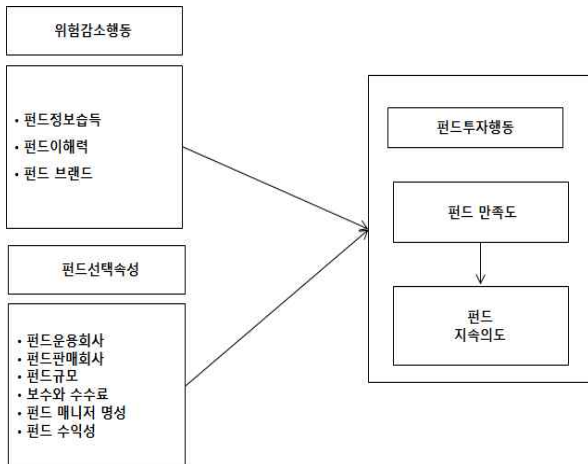 위험감소행동
• 펀드정보습득
• 펀드이해력
• 펀드 브랜드
펀드선택속성
• 펀드운용회사
• 펀드판매회사
• 펀드규모
• 보수와 수수료
• 펀드 매니저 명성
• 펀드 수익성
펀드투자행동
펀드 만족도
펀드
지속의도